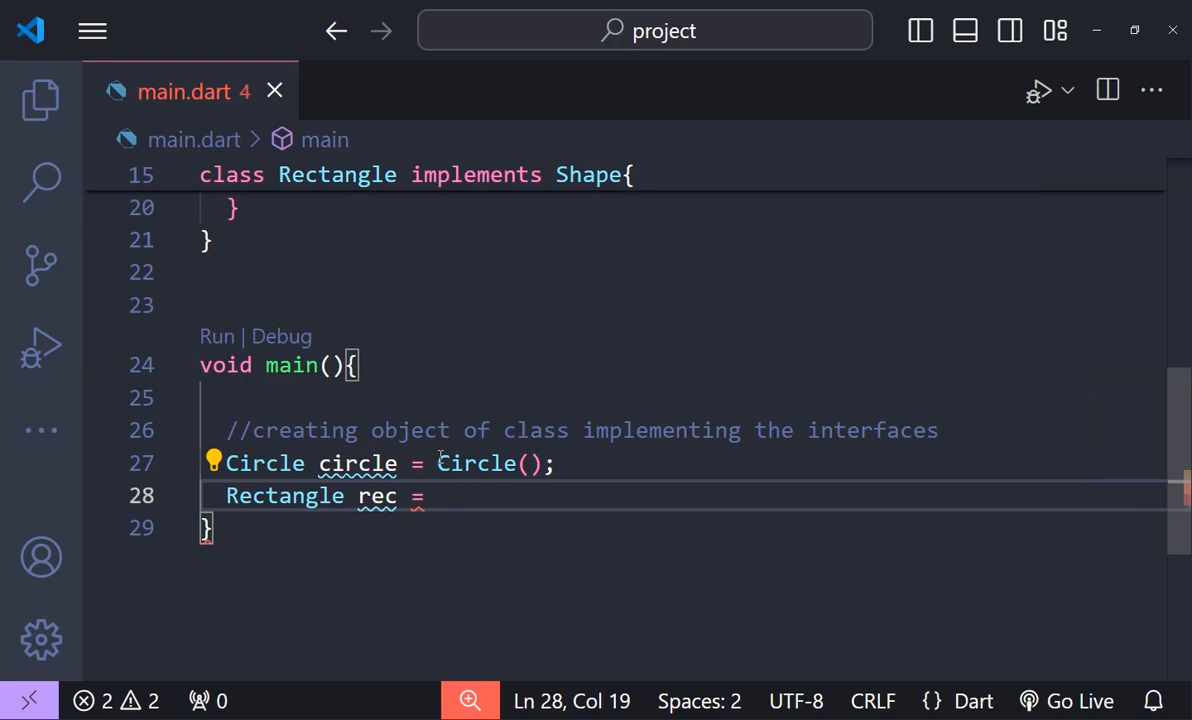 project
main.dart 4
main.dart > main
15 class Rectangle implements Shape{
20 }
21 }
22
23
Run | Debug
24 void main(){
25
26 //creating object of class implementing the interfaces
27 Circle circle = Circle();
28 Rectangle rec =
29 }
2 2 0 Ln 28, Col 19 Spaces: 2 UTF-8 CRLF {} Dart Go Live